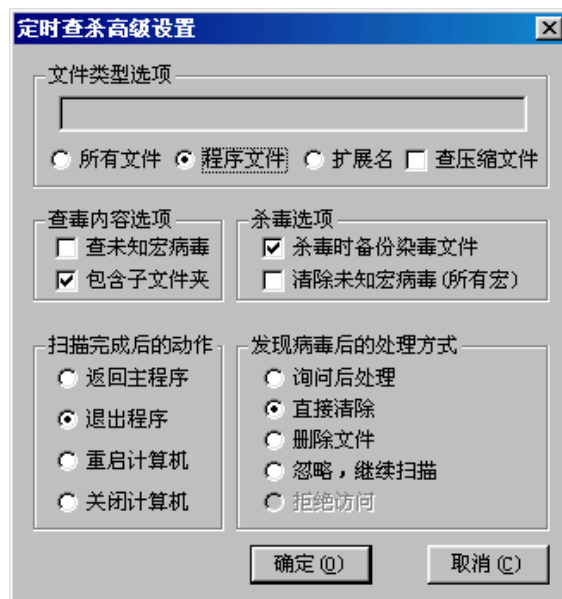 定时查杀高级设置
文件类型选项
所有文件 程序文件 扩展名 查压缩文件
查毒内容选项
查未知宏病毒
包含子文件夹
杀毒选项
杀毒时备份染毒文件
清除未知宏病毒(所有宏)
扫描完成后的动作
返回主程序
退出程序
重启计算机
关闭计算机
发现病毒后的处理方式
询问后处理
直接清除
删除文件
忽略，继续扫描
拒绝访问
确定(O) 取消(C)